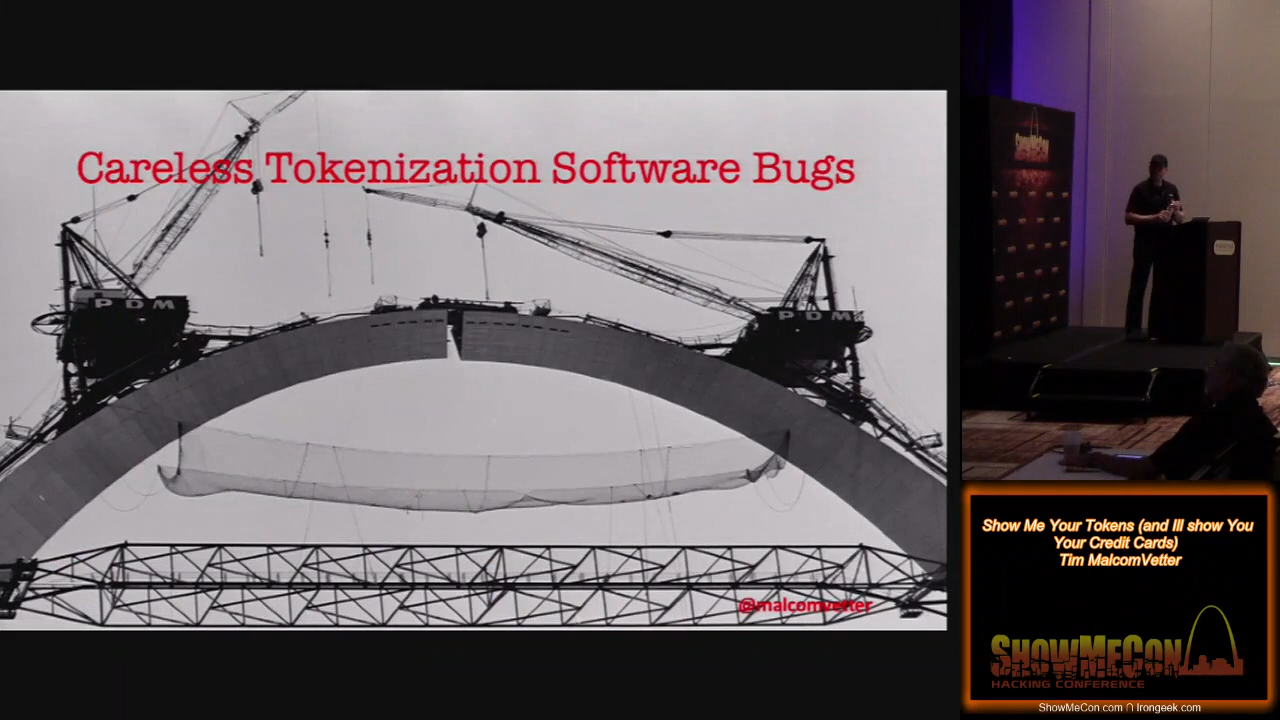 Careless Tokenization Software Bugs
PDM
PDM
@malcomvetter
ShowMeCon
Show Me Your Tokens (and Ill show You
Your Credit Cards)
Tim MalcomVetter
ShowMeCon
HACKING CONFERENCE
ShowMeCon.com ∩ Irongeek.com